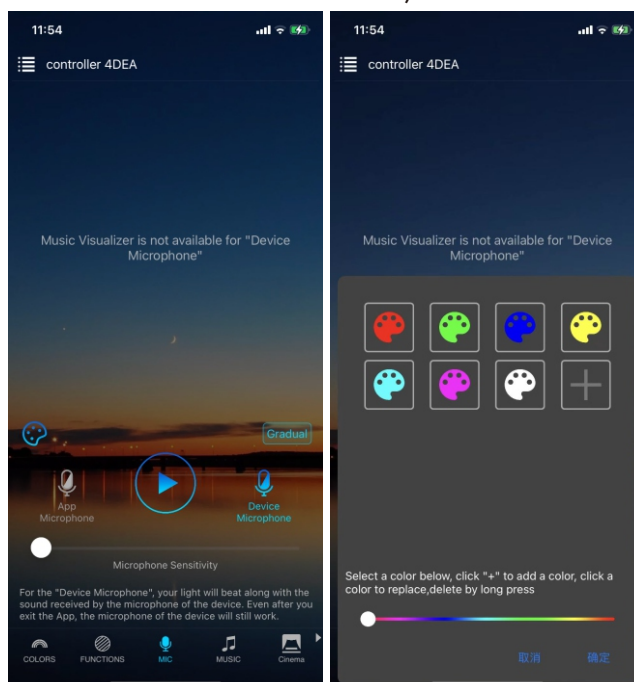 11:54
controller 4DEA
Music Visualizer is not available for "Device
Microphone"
Gradual
App
Microphone
Device
Microphone
Microphone Sensitivity
For the "Device Microphone", your light will beat along with the
sound received by the microphone of the device. Even after you
exit the App, the microphone of the device will still work.
COLORS FUNCTIONS MIC MUSIC Cinema
11:54
controller 4DEA
Music Visualizer is not available for "Device
Microphone"
Select a color below, click "+" to add a color, click a
color to replace,delete by long press
取消 确定